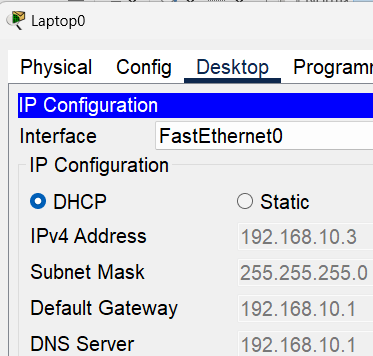 Laptop0
Physical Config Desktop
IP Configuration
Interface FastEthernet0
IP Configuration
DHCP Static
IPv4 Address 192.168.10.3
Subnet Mask 255.255.255.0
Default Gateway 192.168.10.1
DNS Server 192.168.10.1